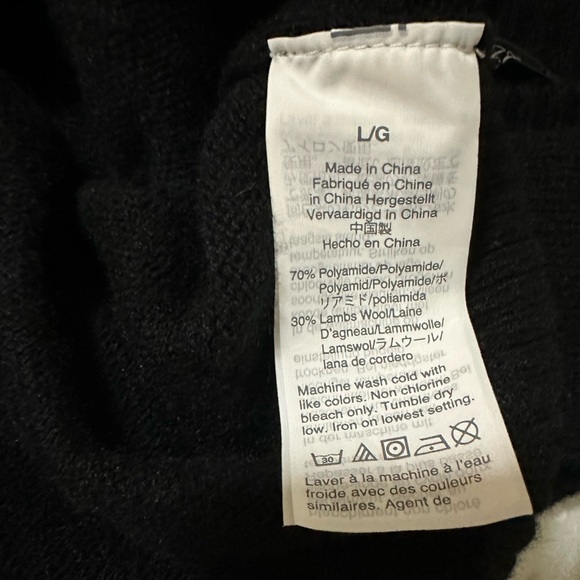 L/G
Made in China
Fabriqué en Chine
in China Hergestellt
Vervaardigd in China
中国製
Hecho en China
70% Polyamide/Polyamide/
Polyamid/Polyamide/ポ
リアミド/poliamida
30% Lambs Wool/Laine
D'agneau/Lammwolle/
Lamswol/ラムウール/
lana de cordero
Machine wash cold with
like colors. Non chlorine
bleach only. Tumble dry
low. Iron on lowest setting.
30
Laver à la machine à l'eau
froide avec des couleurs
similaires. Agent de